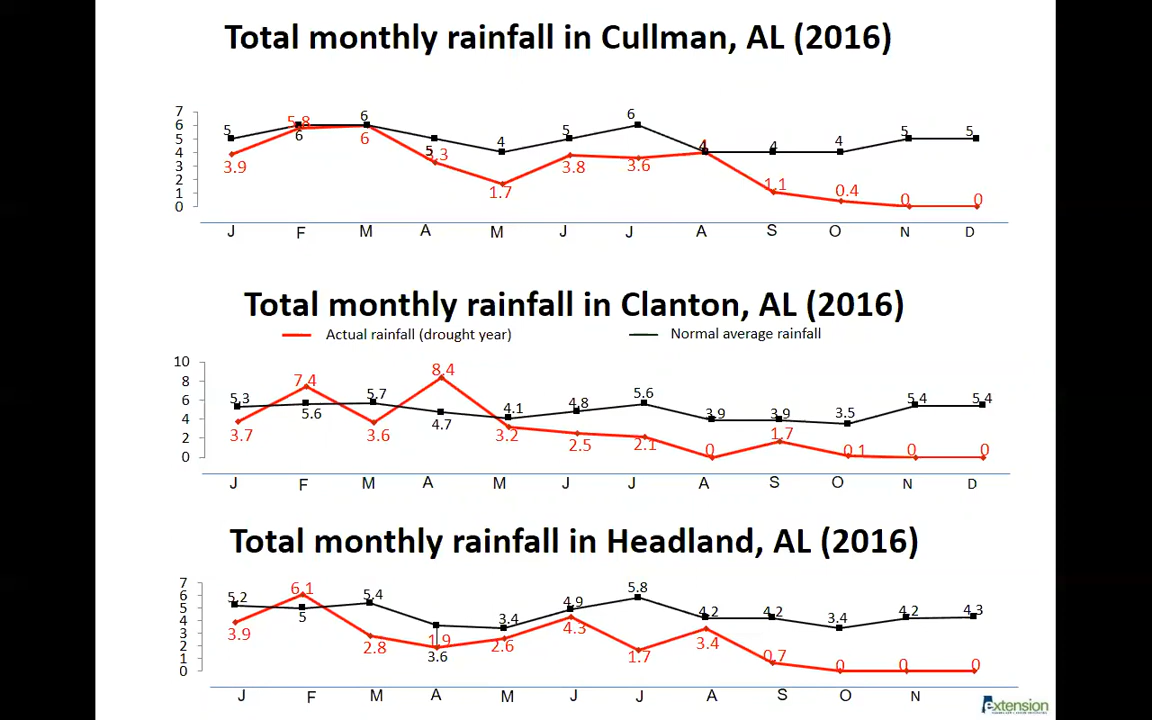 Total monthly rainfall in Cullman, AL (2016)
7
6
5
4
3
2
1
0
5 5.8 6 5 4 5 6 4 4 4 5 5
3.9 6 6 3.3 1.7 3.8 3.6 4 1.1 0.4 0 0
J F M A M J J A S O N D
Total monthly rainfall in Clanton, AL (2016)
Actual rainfall (drought year) Normal average rainfall
10
8
6
4
2
0
5.3 7.4 5.7 8.4 4.1 4.8 5.6 3.9 3.9 3.5 5.4 5.4
3.7 5.6 3.6 4.7 3.2 2.5 2.1 0 1.7 0.1 0 0
J F M A M J J A S O N D
Total monthly rainfall in Headland, AL (2016)
7
6
5
4
3
2
1
0
5.2 6.1 5.4 1.9 3.4 4.9 5.8 4.2 4.2 3.4 4.2 4.3
3.9 5 2.8 3.6 2.6 4.3 1.7 3.4 0.7 0 0 0
J F M A M J J A S O N
extension